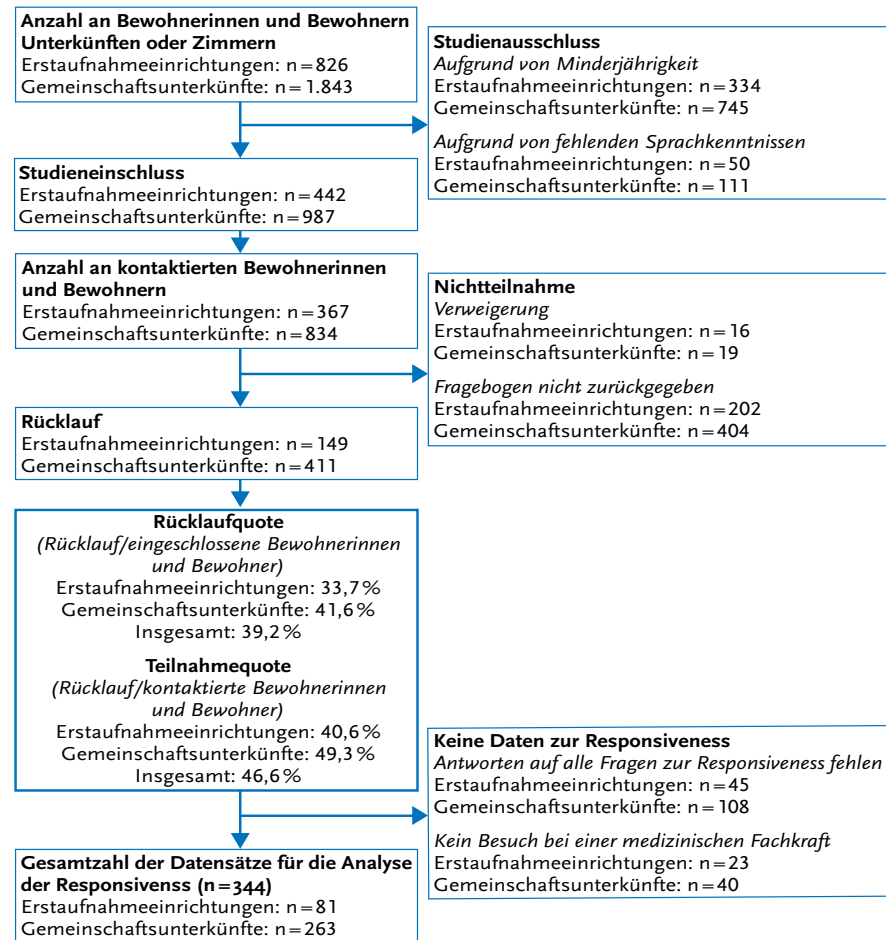 Anzahl an Bewohnerinnen und Bewohnern
Unterkünften oder Zimmern
Erstaufnahmeeinrichtungen: n=826
Gemeinschaftsunterkünfte: n=1.843
Studienausschluss
Aufgrund von Minderjährigkeit
Erstaufnahmeeinrichtungen: n=334
Gemeinschaftsunterkünfte: n=745
Aufgrund von fehlenden Sprachkenntnissen
Erstaufnahmeeinrichtungen: n=50
Gemeinschaftsunterkünfte: n=111
Studieneinschluss
Erstaufnahmeeinrichtungen: n=442
Gemeinschaftsunterkünfte: n=987
Anzahl an kontaktierten Bewohnerinnen
und Bewohnern
Erstaufnahmeeinrichtungen: n=367
Gemeinschaftsunterkünfte: n=834
Nichtteilnahme
Verweigerung
Erstaufnahmeeinrichtungen: n=16
Gemeinschaftsunterkünfte: n=19
Fragebogen nicht zurückgegeben
Erstaufnahmeeinrichtungen: n=202
Gemeinschaftsunterkünfte: n=404
Rücklauf
Erstaufnahmeeinrichtungen: n=149
Gemeinschaftsunterkünfte: n=411
Rücklaufquote
(Rücklauf/eingeschlossene Bewohnerinnen
und Bewohner)
Erstaufnahmeeinrichtungen: 33,7%
Gemeinschaftsunterkünfte: 41,6%
Insgesamt: 39,2%
Teilnahmequote
(Rücklauf/kontaktierte Bewohnerinnen
und Bewohner)
Erstaufnahmeeinrichtungen: 40,6%
Gemeinschaftsunterkünfte: 49,3%
Insgesamt: 46,6%
Keine Daten zur Responsiveness
Antworten auf alle Fragen zur Responsiveness fehlen
Erstaufnahmeeinrichtungen: n=45
Gemeinschaftsunterkünfte: n=108
Kein Besuch bei einer medizinischen Fachkraft
Erstaufnahmeeinrichtungen: n=23
Gemeinschaftsunterkünfte: n=40
Gesamtzahl der Datensätze für die Analyse
der Responsivenss (n=344)
Erstaufnahmeeinrichtungen: n=81
Gemeinschaftsunterkünfte: n=263